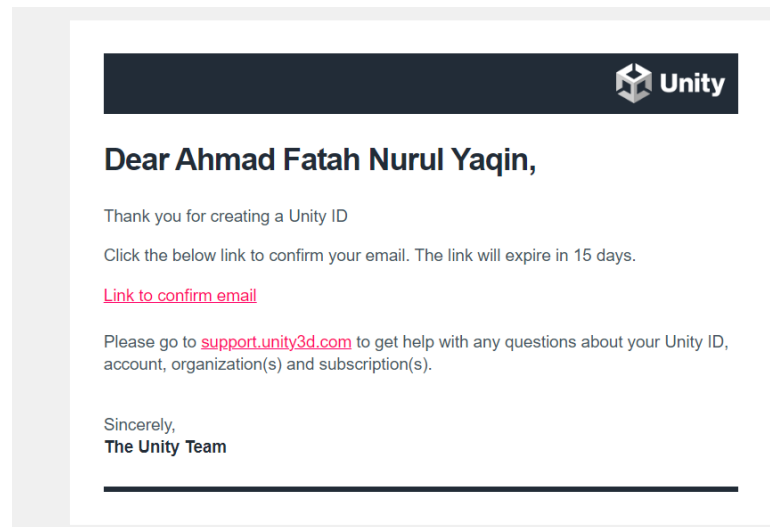 Unity
Dear Ahmad Fatah Nurul Yaqin,
Thank you for creating a Unity ID
Click the below link to confirm your email. The link will expire in 15 days.
Link to confirm email
Please go to support.unity3d.com to get help with any questions about your Unity ID,
account, organization(s) and subscription(s).
Sincerely,
The Unity Team